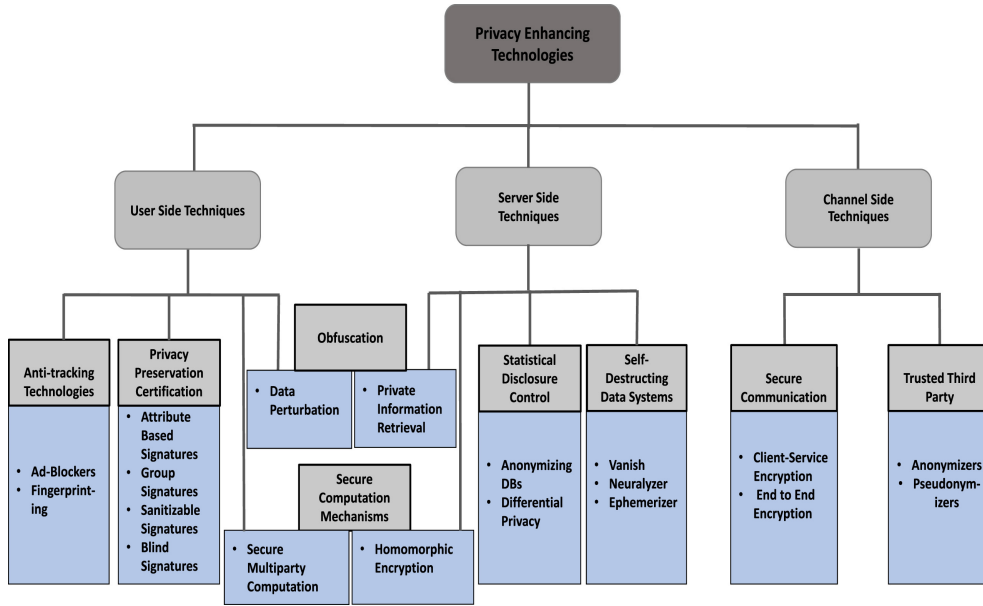 Privacy Enhancing
Technologies
User Side Techniques
Server Side
Techniques
Channel Side
Techniques
Obfuscation
• Data
Perturbation
• Private
Information
Retrieval
Anti-tracking
Technologies
• Ad-Blockers
• Fingerprint-
ing
Privacy
Preservation
Certification
• Attribute
Based
Signatures
• Group
Signatures
• Sanitizable
Signatures
• Blind
Signatures
Secure
Computation
Mechanisms
• Secure
Multiparty
Computation
• Homomorphic
Encryption
Statistical
Disclosure
Control
• Anonymizing
DBs
• Differential
Privacy
Self-
Destructing
Data Systems
• Vanish
• Neuralyzer
• Ephemerizer
Secure
Communication
• Client-Service
Encryption
• End to End
Encryption
Trusted Third
Party
• Anonymizers
• Pseudonym-
izers